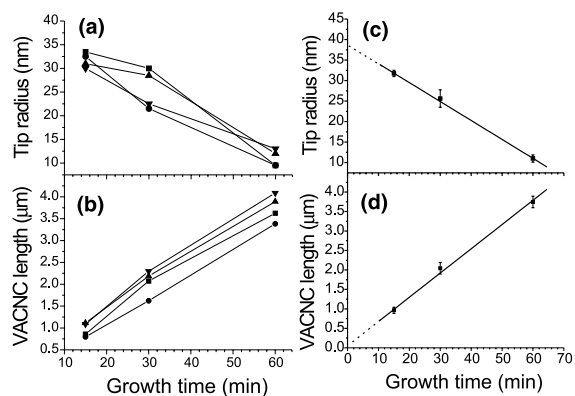 (a)
Tip radius (nm)
40
35
30
25
20
15
10
(b)
VACNC length (μm)
4.0
3.5
3.0
2.5
2.0
1.5
1.0
0.5
10 20 30 40 50 60
Growth time (min)
(c)
Tip radius (nm)
45
40
35
30
25
20
15
10
(d)
VACNC length (μm)
4.0
3.5
3.0
2.5
2.0
1.5
1.0
0.5
0.0
0 10 20 30 40 50 60 70
Growth time (min)